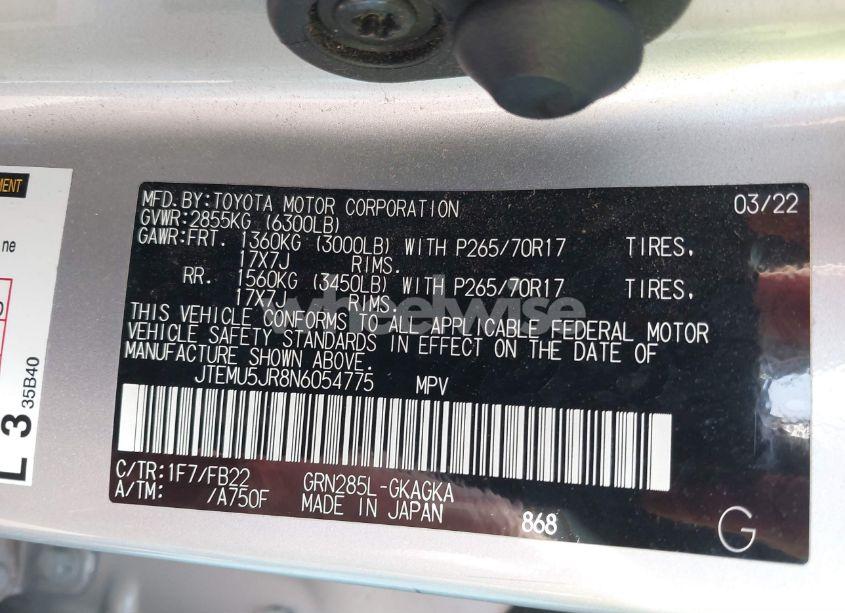 MENT
ne
L 3
35B40
MFD.BY:TOYOTA MOTOR CORPORATION 03/22
GVWR:2855KG (6300LB)
GAWR:FRT. 1360KG (3000LB) WITH P265/70R17 TIRES,
17X7J RIMS.
RR. 1560KG (3450LB) WITH P265/70R17 TIRES,
17X7J RIMS.
wheelwise
THIS VEHICLE CONFORMS TO ALL APPLICABLE FEDERAL MOTOR
VEHICLE SAFETY STANDARDS IN EFFECT ON THE DATE OF
MANUFACTURE SHOWN ABOVE.
JTEMU5JR8N6054775 MPV
C/TR:1F7/FB22 GRN285L-GKAGKA
A/TM: /A750F MADE IN JAPAN 868
G